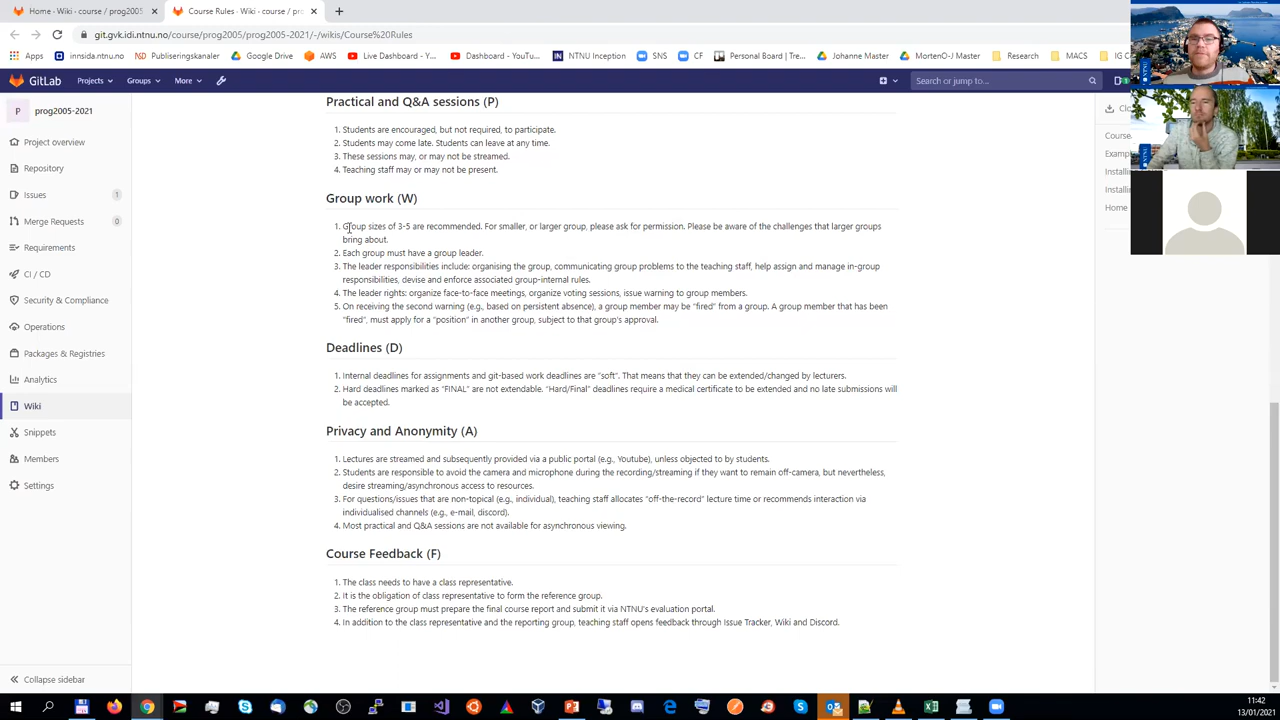 Home - Wiki - course / prog2005
Course Rules - Wiki - course / pro
git.gvk.idi.ntnu.no/course/prog2005/prog2005-2021/-/wikis/Course%20Rules
Apps
innsida.ntnu.no
Publiseringskanaler
Google Drive
Live Dashboard - Y...
Dashboard - YouTu...
NTNU Inception
SNS
CF
Personal Board | Tre...
Johanne Master
MortenO-J Master
Research
MACS
IG C
GitLab
Projects
Groups
More
Search or jump to...
P
prog2005-2021
Project overview
Repository
Issues
1
Merge Requests
0
Requirements
CI / CD
Security & Compliance
Operations
Packages & Registries
Analytics
Wiki
Snippets
Members
Settings
Collapse sidebar
Practical and Q&A sessions (P)
1. Students are encouraged, but not required, to participate.
2. Students may come late. Students can leave at any time.
3. These sessions may, or may not be streamed.
4. Teaching staff may or may not be present.
Group work (W)
1. Group sizes of 3-5 are recommended. For smaller, or larger group, please ask for permission. Please be aware of the challenges that larger groups
bring about.
2. Each group must have a group leader.
3. The leader responsibilities include: organising the group, communicating group problems to the teaching staff, help assign and manage in-group
responsibilities, devise and enforce associated group-internal rules.
4. The leader rights: organize face-to-face meetings, organize voting sessions, issue warning to group members.
5. On receiving the second warning (e.g., based on persistent absence), a group member may be "fired" from a group. A group member that has been
"fired", must apply for a "position" in another group, subject to that group's approval.
Deadlines (D)
1. Internal deadlines for assignments and git-based work deadlines are "soft". That means that they can be extended/changed by lecturers.
2. Hard deadlines marked as "FINAL" are not extendable. "Hard/Final" deadlines require a medical certificate to be extended and no late submissions will
be accepted.
Privacy and Anonymity (A)
1. Lectures are streamed and subsequently provided via a public portal (e.g., Youtube), unless objected to by students.
2. Students are responsible to avoid the camera and microphone during the recording/streaming if they want to remain off-camera, but nevertheless,
desire streaming/asynchronous access to resources.
3. For questions/issues that are non-topical (e.g., individual), teaching staff allocates "off-the-record" lecture time or recommends interaction via
individualised channels (e.g., e-mail, discord).
4. Most practical and Q&A sessions are not available for asynchronous viewing.
Course Feedback (F)
1. The class needs to have a class representative.
2. It is the obligation of class representative to form the reference group.
3. The reference group must prepare the final course report and submit it via NTNU's evaluation portal.
4. In addition to the class representative and the reporting group, teaching staff opens feedback through Issue Tracker, Wiki and Discord.
Clo
Course
Examp
Installi
Installi
Home
NTNU
NTNU
11:42
13/01/2021